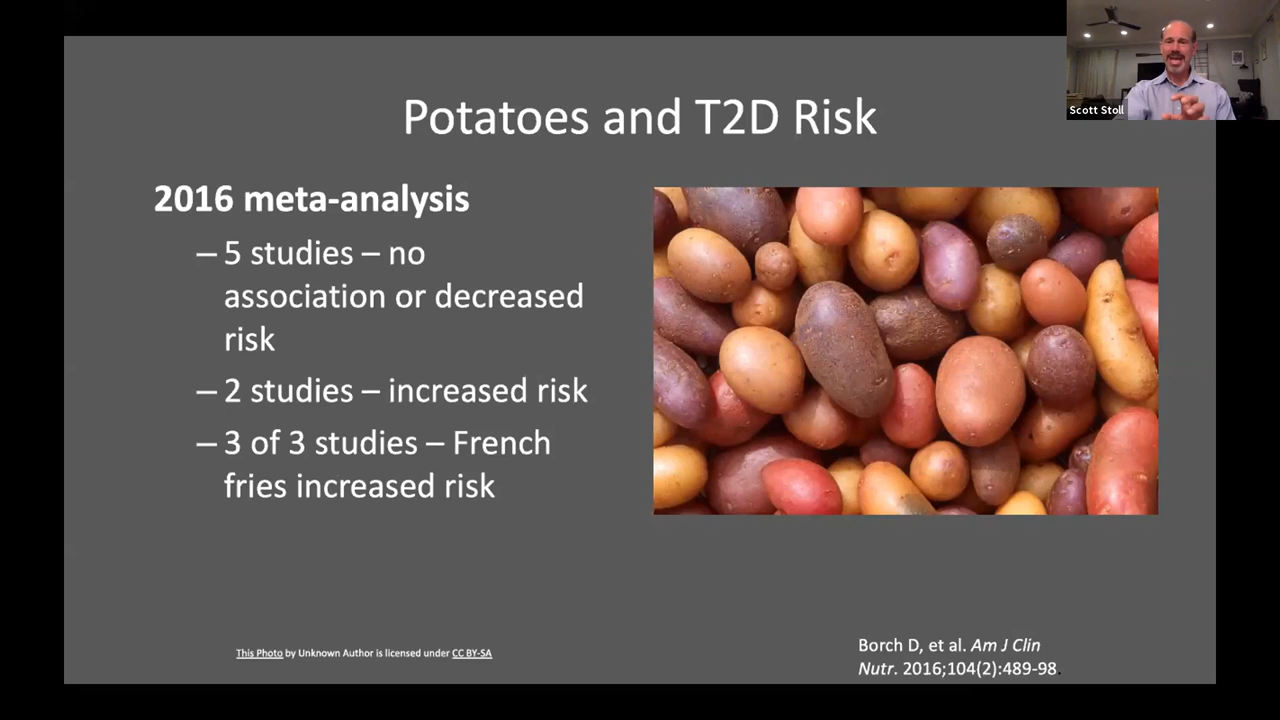 Scott Stoll
Potatoes and T2D Risk
2016 meta-analysis
– 5 studies – no
association or decreased
risk
– 2 studies – increased risk
– 3 of 3 studies – French
fries increased risk
This Photo by Unknown Author is licensed under CC BY-SA
Borch D, et al. Am J Clin
Nutr. 2016;104(2):489-98.